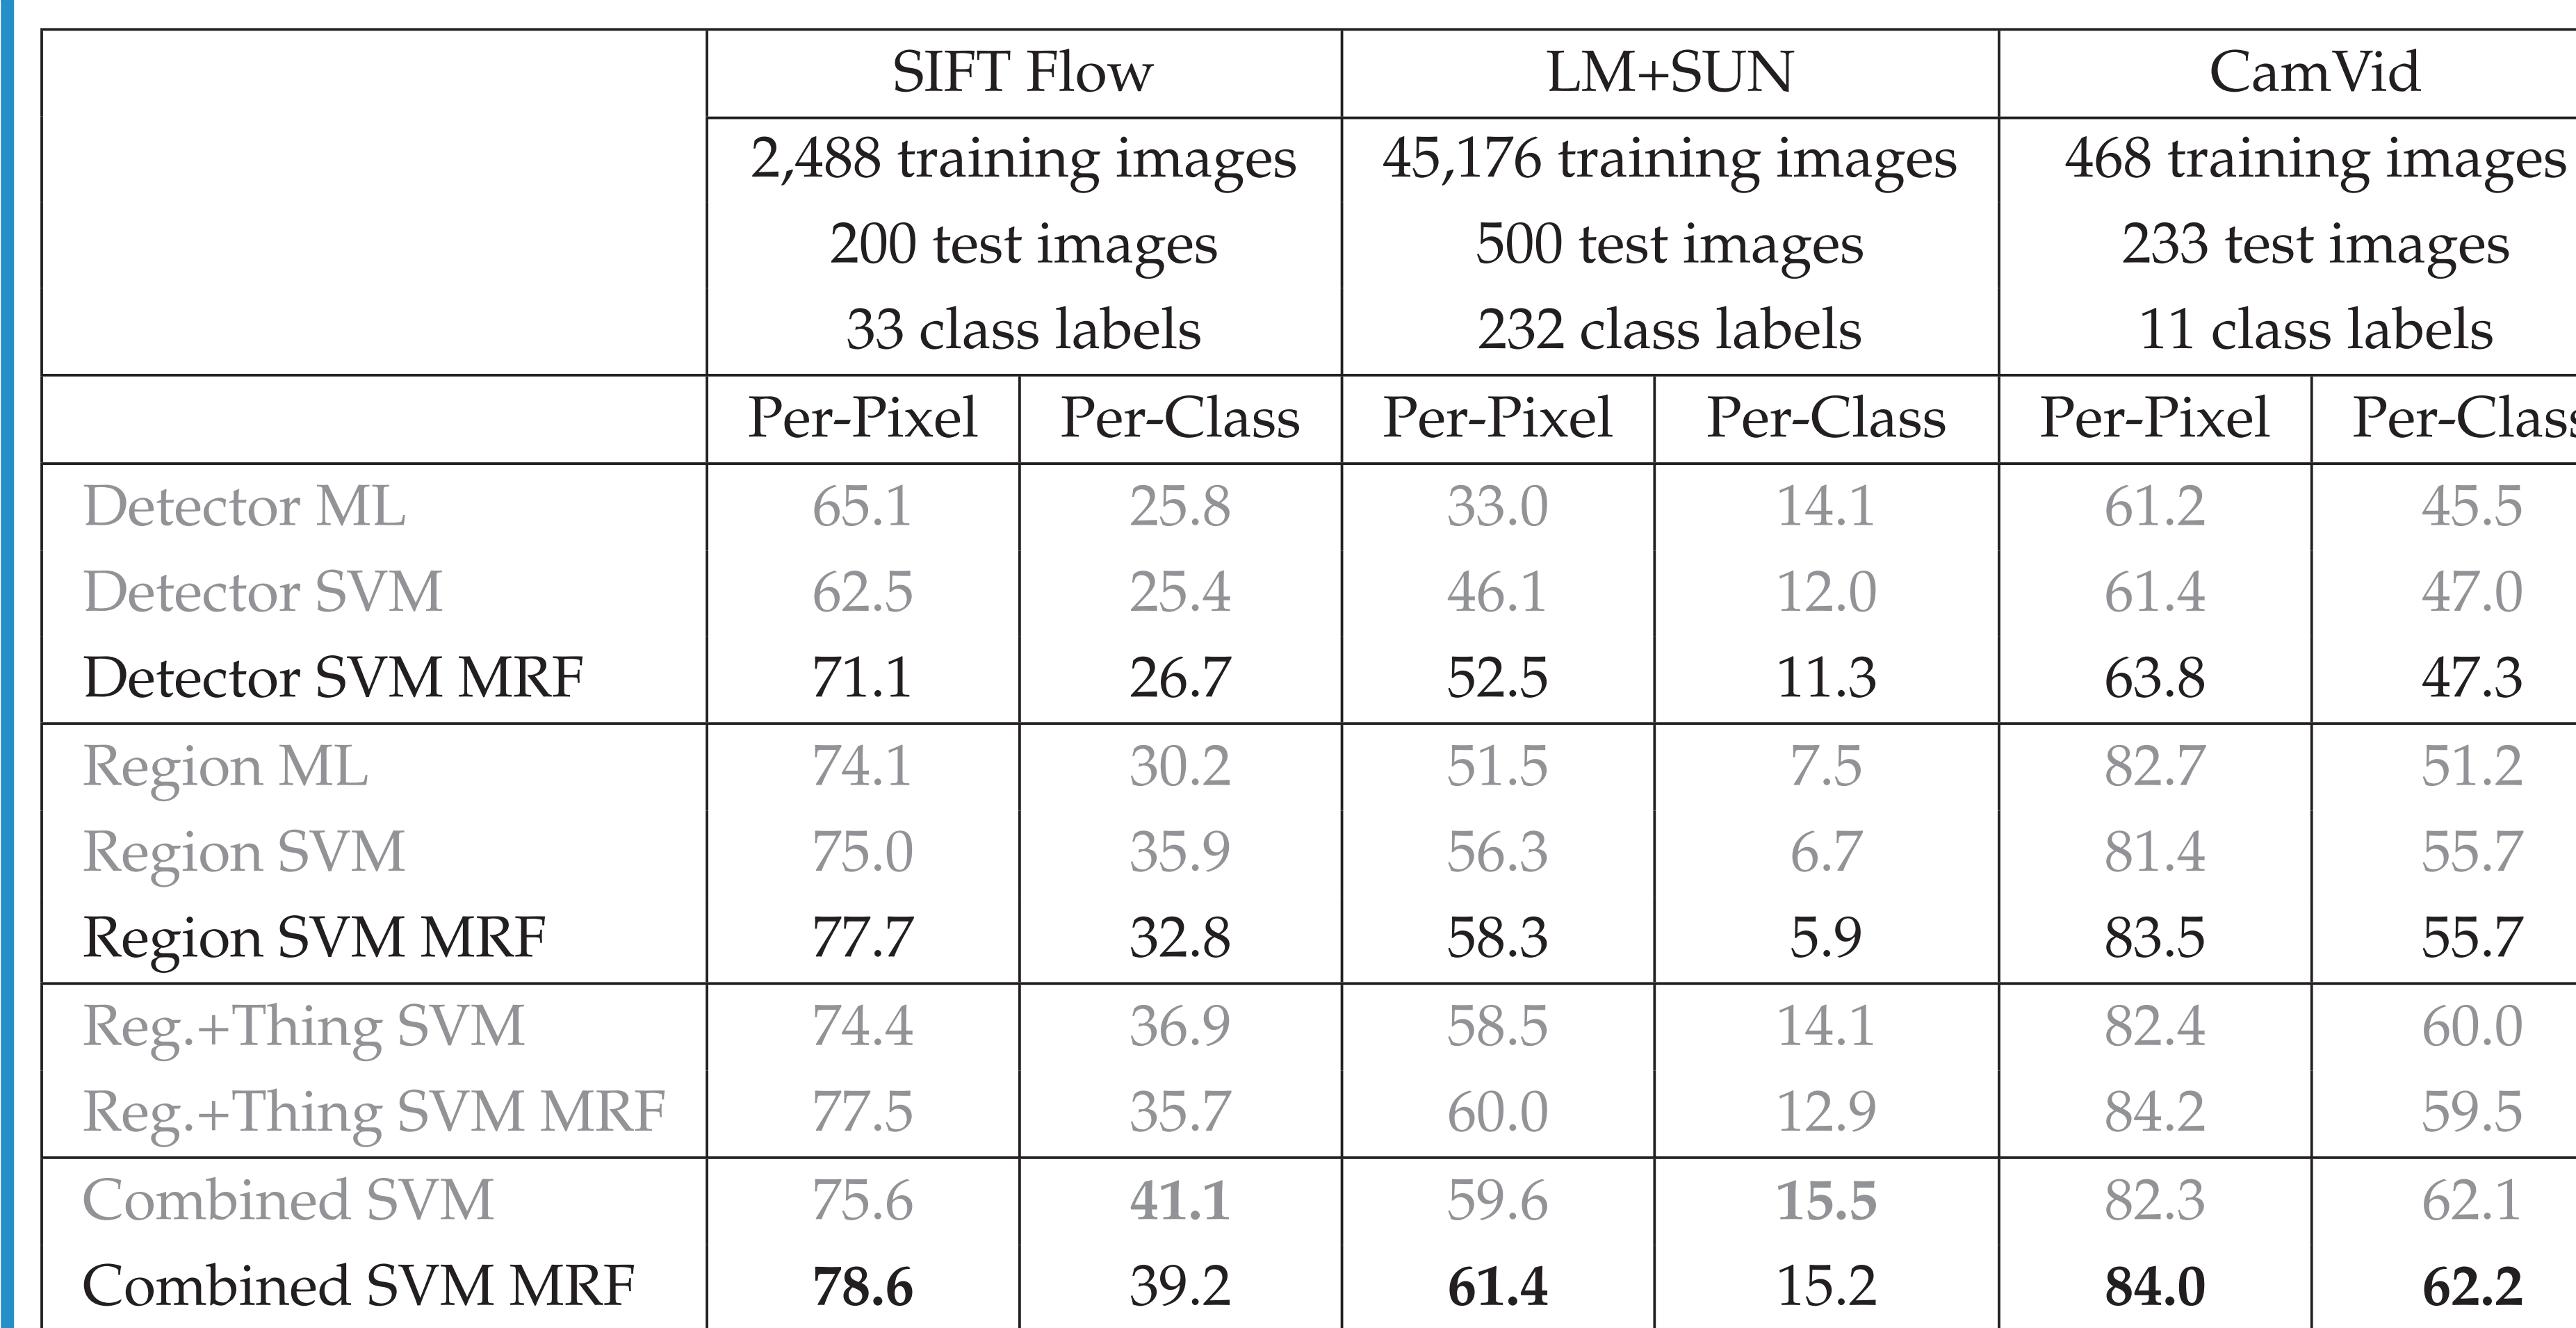 SIFT Flow LM+SUN CamVid
2,488 training images 45,176 training images 468 training images
200 test images 500 test images 233 test images
33 class labels 232 class labels 11 class labels
Per-Pixel Per-Class Per-Pixel Per-Class Per-Pixel Per-Class
Detector ML 65.1 25.8 33.0 14.1 61.2 45.5
Detector SVM 62.5 25.4 46.1 12.0 61.4 47.0
Detector SVM MRF 71.1 26.7 52.5 11.3 63.8 47.3
Region ML 74.1 30.2 51.5 7.5 82.7 51.2
Region SVM 75.0 35.9 56.3 6.7 81.4 55.7
Region SVM MRF 77.7 32.8 58.3 5.9 83.5 55.7
Reg.+Thing SVM 74.4 36.9 58.5 14.1 82.4 60.0
Reg.+Thing SVM MRF 77.5 35.7 60.0 12.9 84.2 59.5
Combined SVM 75.6 41.1 59.6 15.5 82.3 62.1
Combined SVM MRF 78.6 39.2 61.4 15.2 84.0 62.2